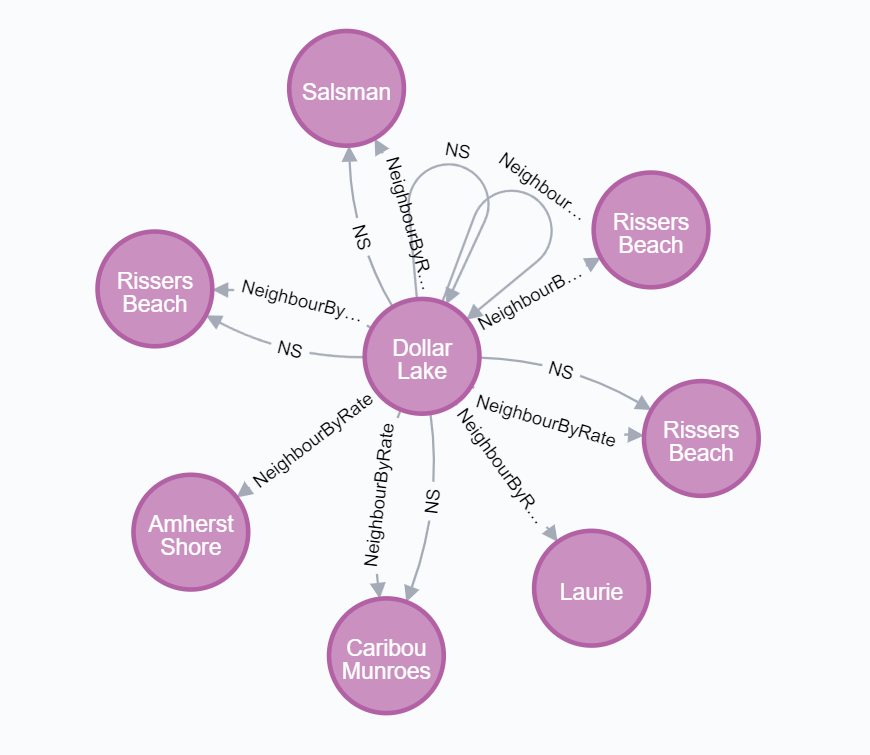 Salsman
NS
Neighbour...
NeighbourByR...
NS
Rissers
Beach
Rissers
Beach
NeighbourBy...
NeighbourB...
NS
Dollar
Lake
NS
NeighbourByRate
NeighbourByRate
Rissers
Beach
NeighbourByRate
NS
NeighbourByR...
Amherst
Shore
Laurie
Caribou
Munroes